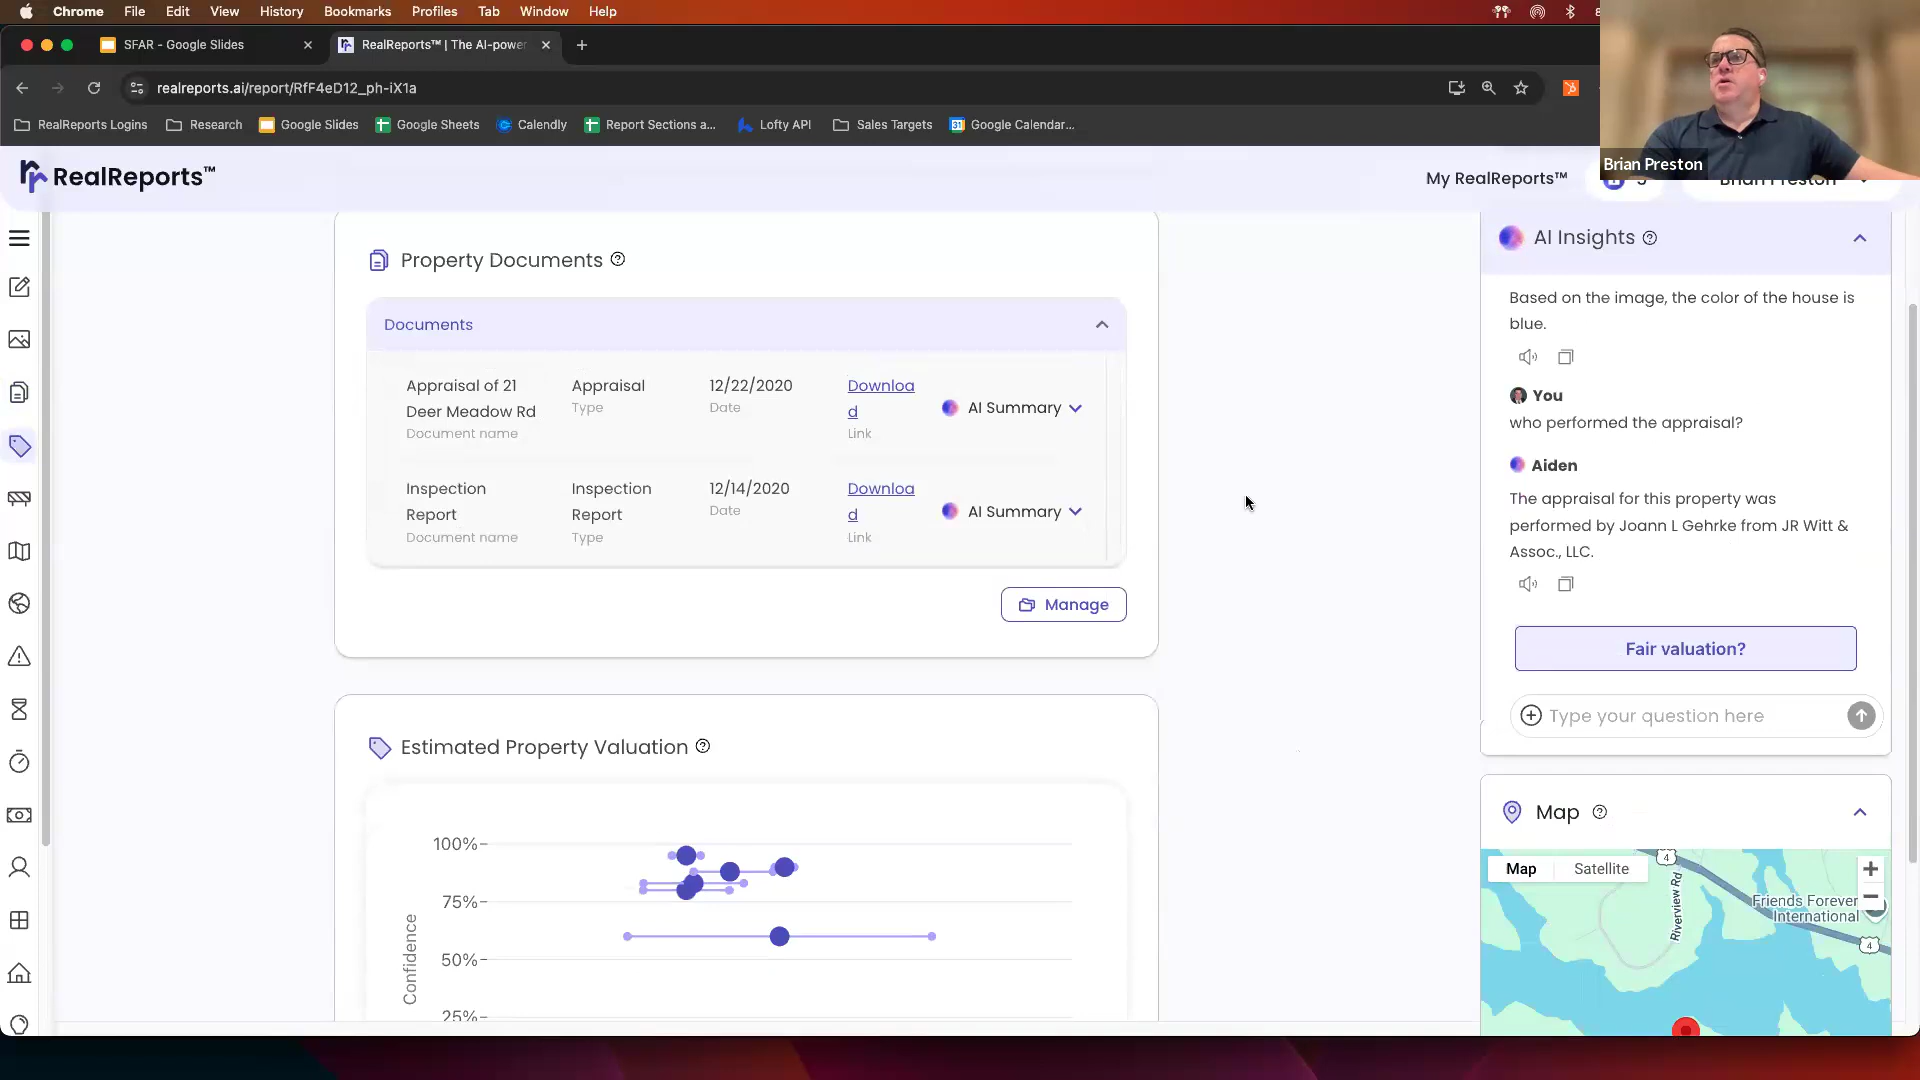 Chrome File Edit View History Bookmarks Profiles Tab Window Help
SFAR - Google Slides
RealReports™ | The AI-power
realreports.ai/report/RfF4eD12_ph-iX1a
RealReports Logins Research Google Slides Google Sheets Calendly Report Sections a... Lofty API Sales Targets Google Calendar...
Brian Preston
RealReports™
My RealReports™
Brian Preston
Property Documents
Documents
Appraisal of 21
Deer Meadow Rd
Document name
Appraisal
Type
12/22/2020
Date
Downloa
d
Link
AI Summary
Inspection
Report
Document name
Inspection
Report
Type
12/14/2020
Date
Downloa
d
Link
AI Summary
Manage
Estimated Property Valuation
100%
75%
50%
25%
Confidence
AI Insights
Based on the image, the color of the house is
blue.
You
who performed the appraisal?
Aiden
The appraisal for this property was
performed by Joann L Gehrke from JR Witt &
Assoc., LLC.
Fair valuation?
Type your question here
Map
Map Satellite
4
Riverview Rd
Friends Forever
International
4